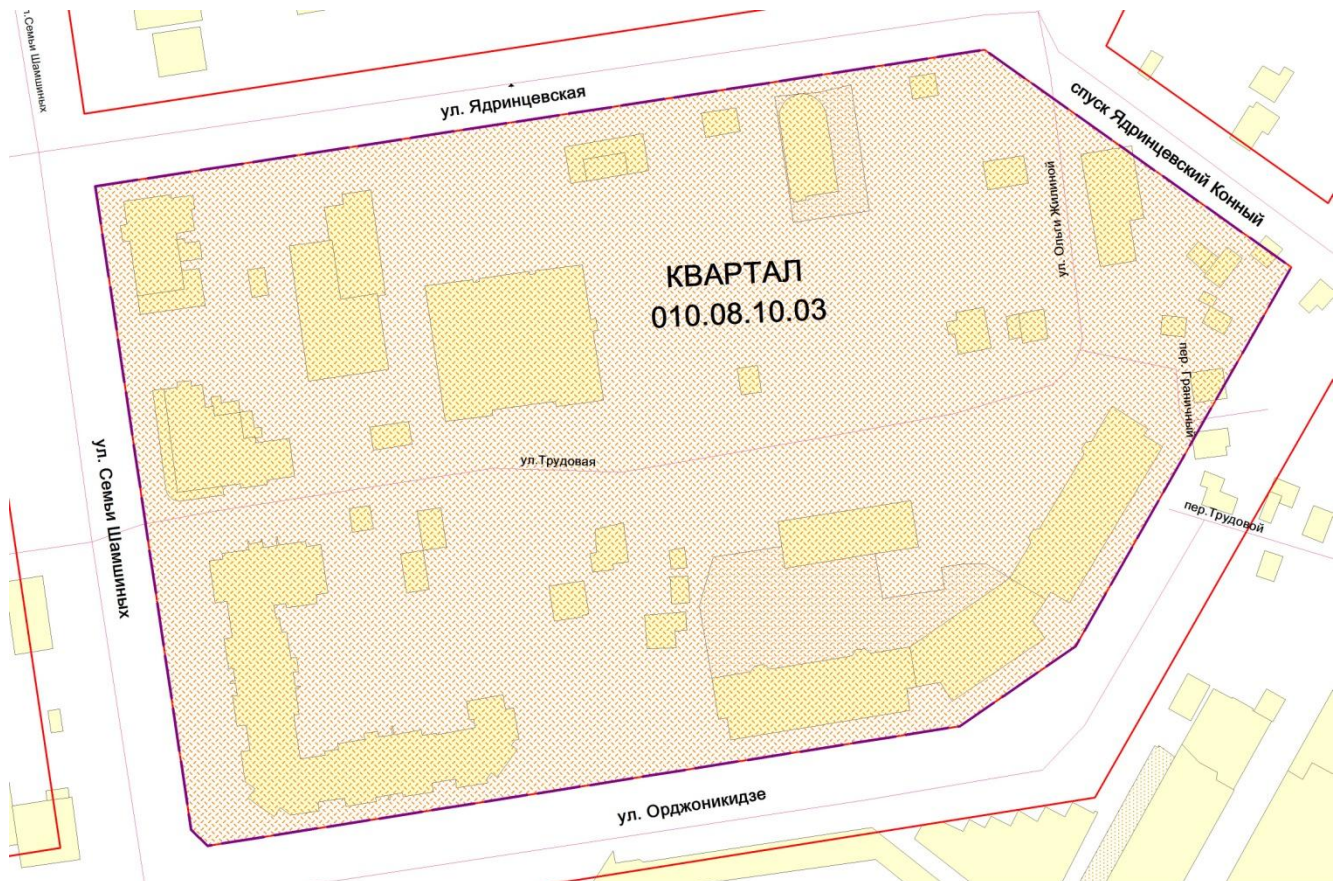 п.Семьи Шамшиных
ул. Ядринцевская
спуск Ядринцевский Конный
ул. Ольги Жилиной
КВАРТАЛ
010.08.10.03
пер. Граничный
ул. Семьи Шамшиных
ул.Трудовая
пер.Трудовой
ул. Орджоникидзе